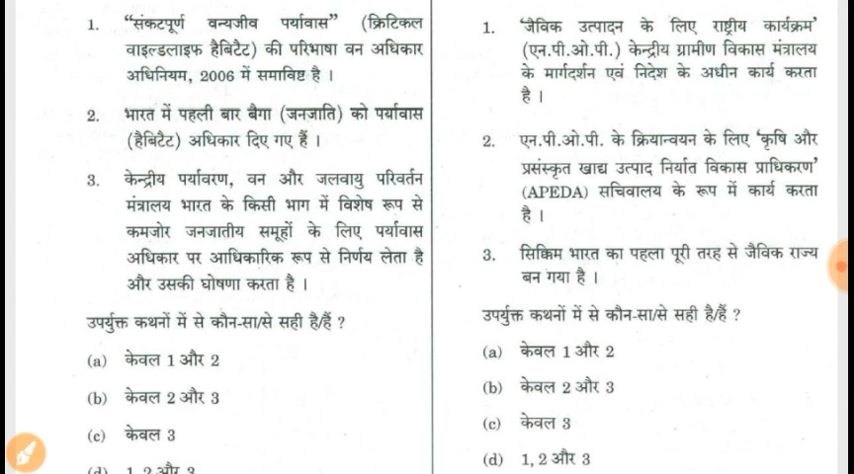 1. “संकटपूर्ण वन्यजीव पर्यावास” (क्रिटिकल
वाइल्डलाइफ हैबिटैट) की परिभाषा वन अधिकार
अधिनियम, 2006 में समाविष्ट है ।
2. भारत में पहली बार बैगा (जनजाति) को पर्यावास
(हैबिटैट) अधिकार दिए गए हैं ।
3. केन्द्रीय पर्यावरण, वन और जलवायु परिवर्तन
मंत्रालय भारत के किसी भाग में विशेष रूप से
कमजोर जनजातीय समूहों के लिए पर्यावास
अधिकार पर आधिकारिक रूप से निर्णय लेता है
और उसकी घोषणा करता है ।
उपर्युक्त कथनों में से कौन-सा/से सही है/हैं ?
(a) केवल 1 और 2
(b) केवल 2 और 3
(c) केवल 3
(d) 1, 2 और 3
1. ‘जैविक उत्पादन के लिए राष्ट्रीय कार्यक्रम’
(एन.पी.ओ.पी.) केन्द्रीय ग्रामीण विकास मंत्रालय
के मार्गदर्शन एवं निदेश के अधीन कार्य करता
है ।
2. एन.पी.ओ.पी. के क्रियान्वयन के लिए ‘कृषि और
प्रसंस्कृत खाद्य उत्पाद निर्यात विकास प्राधिकरण’
(APEDA) सचिवालय के रूप में कार्य करता
है ।
3. सिक्किम भारत का पहला पूरी तरह से जैविक राज्य
बन गया है ।
उपर्युक्त कथनों में से कौन-सा/से सही है/हैं ?
(a) केवल 1 और 2
(b) केवल 2 और 3
(c) केवल 3
(d) 1, 2 और 3